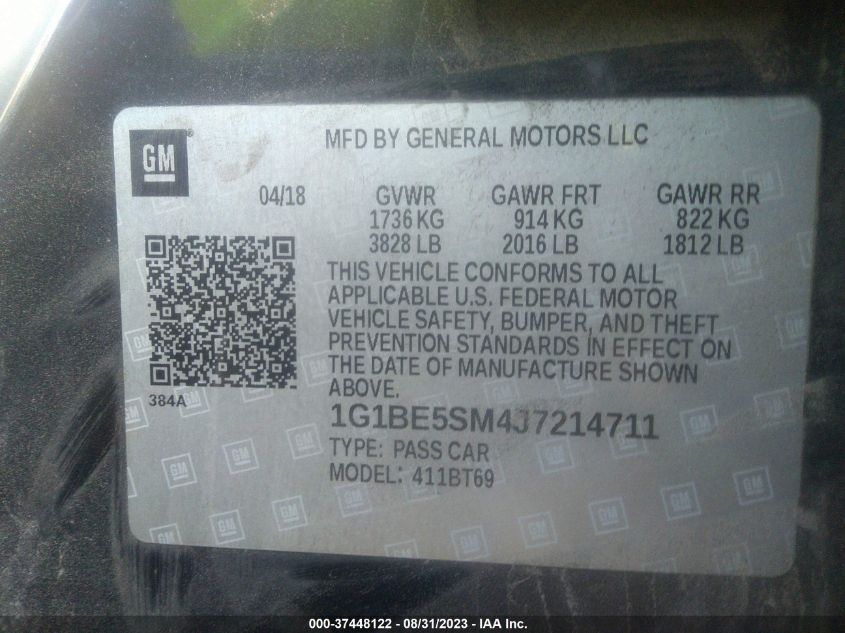 GM
MFD BY GENERAL MOTORS LLC
04/18 GVWR GAWR FRT GAWR RR
1736 KG 914 KG 822 KG
3828 LB 2016 LB 1812 LB
THIS VEHICLE CONFORMS TO ALL
APPLICABLE U.S. FEDERAL MOTOR
VEHICLE SAFETY, BUMPER, AND THEFT
PREVENTION STANDARDS IN EFFECT ON
THE DATE OF MANUFACTURE SHOWN
ABOVE.
384A
1G1BE5SM4J7214711
TYPE: PASS CAR
MODEL: 411BT69
000-37448122 - 08/31/2023 - IAA Inc.